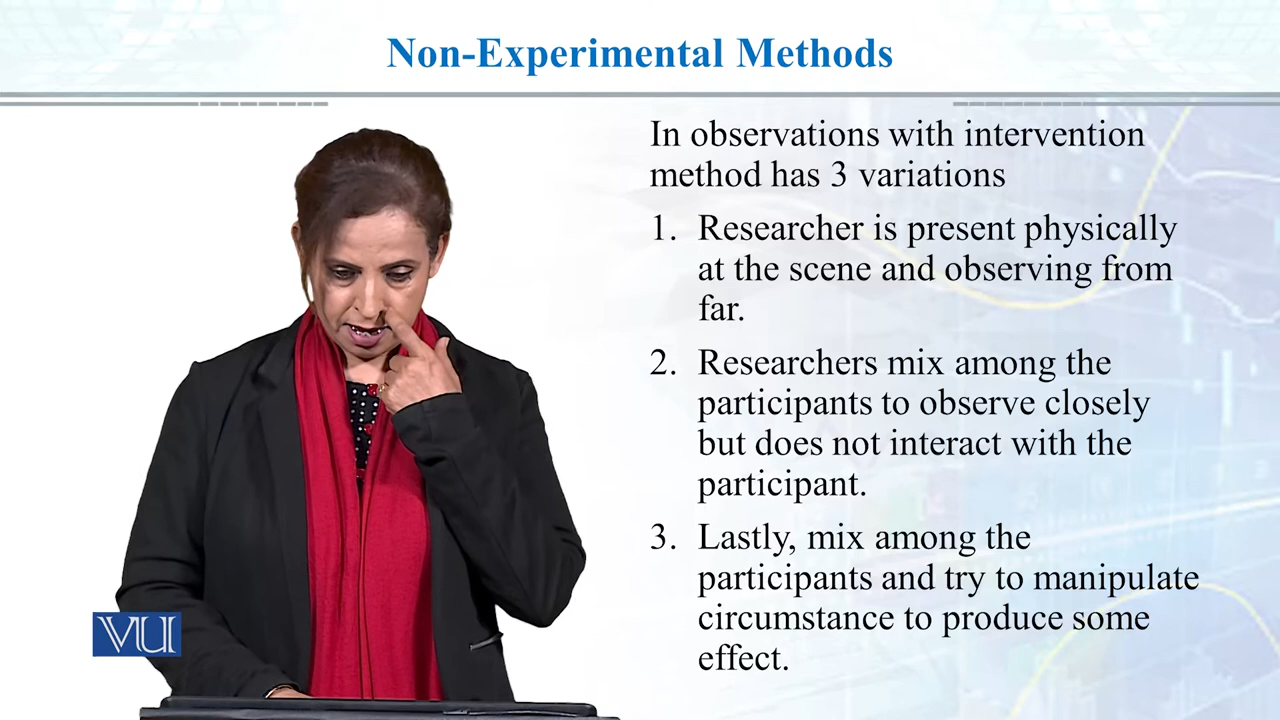 Non-Experimental Methods
In observations with intervention
method has 3 variations
1. Researcher is present physically
at the scene and observing from
far.
2. Researchers mix among the
participants to observe closely
but does not interact with the
participant.
3. Lastly, mix among the
participants and try to manipulate
circumstance to produce some
effect.
VU